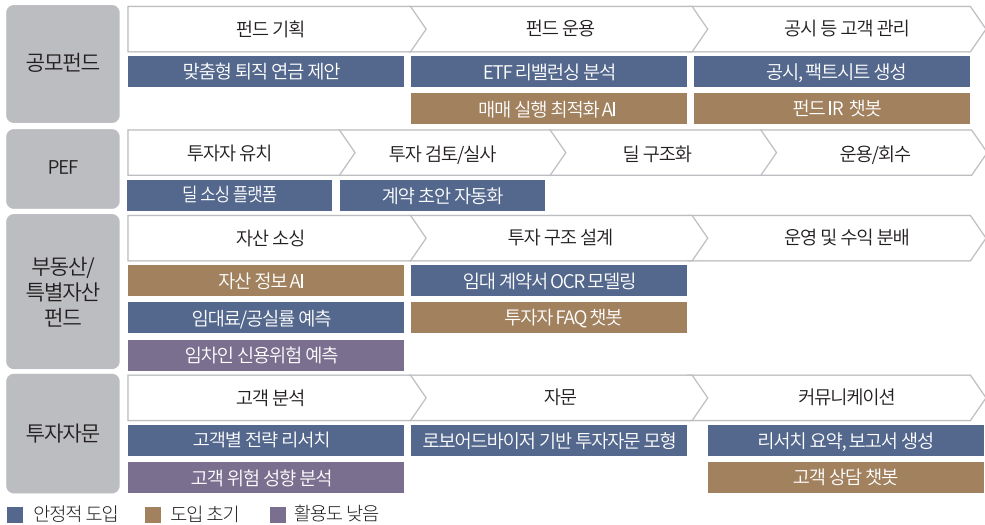 공모펀드
펀드 기획
펀드 운용
공시 등 고객 관리
맞춤형 퇴직 연금 제안
ETF 리밸런싱 분석
공시, 팩트시트 생성
매매 실행 최적화 AI
펀드 IR 챗봇
PEF
투자자 유치
투자 검토/실사
딜 구조화
운용/회수
딜 소싱 플랫폼
계약 초안 자동화
부동산/
특별자산
펀드
자산 소싱
투자 구조 설계
운영 및 수익 분배
자산 정보 AI
임대 계약서 OCR 모델링
임대료/공실률 예측
투자자 FAQ 챗봇
임차인 신용위험 예측
투자자문
고객 분석
자문
커뮤니케이션
고객별 전략 리서치
로보어드바이저 기반 투자자문 모형
리서치 요약, 보고서 생성
고객 위험 성향 분석
고객 상담 챗봇
안정적 도입
도입 초기
활용도 낮음